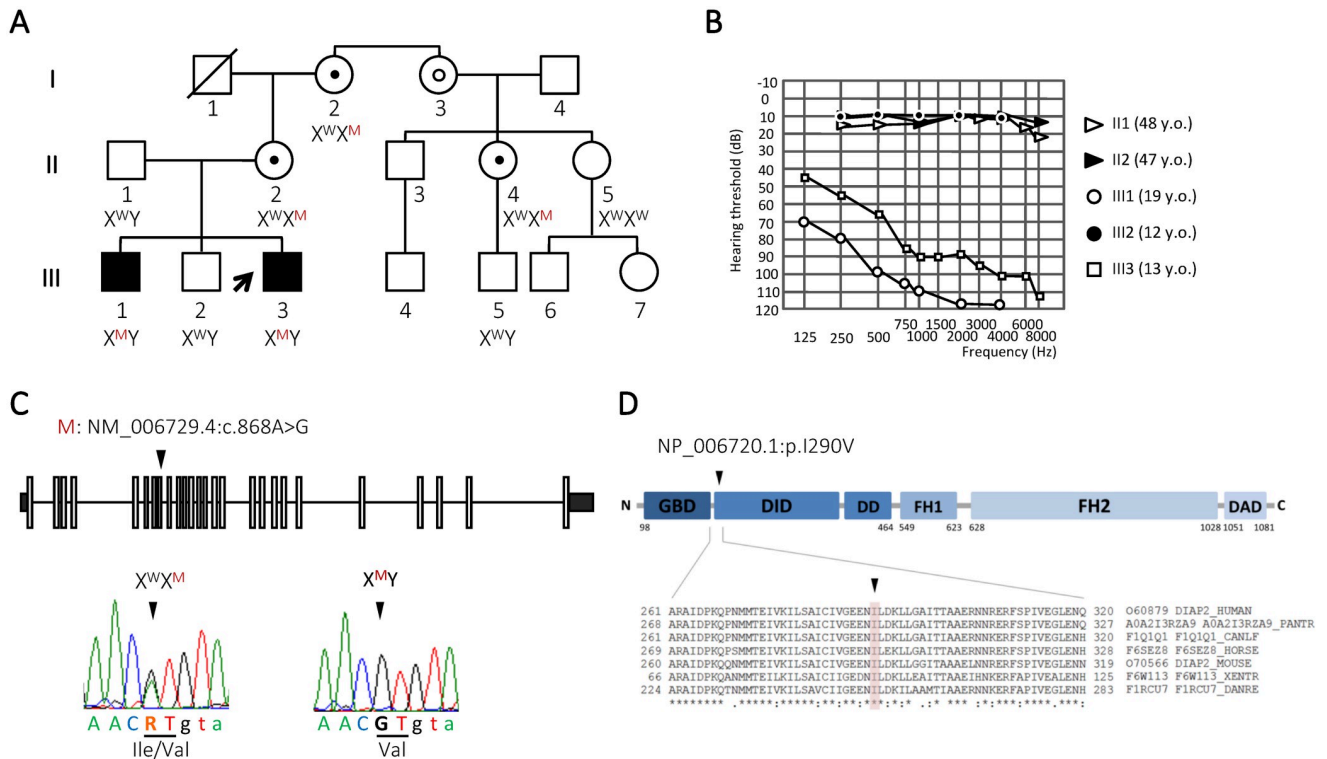 A
I
1
2
3
4
XᵂXᴹ
II
1
2
3
4
5
XᵂY
XᵂXᴹ
XᵂXᴹ
XᵂXᵂ
III
1
2
3
4
5
6
7
XᴹY
XᵂY
XᴹY
XᵂY
B
Hearing threshold (dB)
-10
0
10
20
30
40
50
60
70
80
90
100
110
120
750 1500 3000 6000
125 250 500 1000 2000 4000 8000
Frequency (Hz)
II1 (48 y.o.)
II2 (47 y.o.)
III1 (19 y.o.)
III2 (12 y.o.)
III3 (13 y.o.)
C
M: NM_006729.4:c.868A>G
XᵂXᴹ
XᴹY
A A C R T g t a
Ile/Val
A A C G T g t a
Val
D
NP_006720.1:p.I290V
N GBD DID DD FH1 FH2 DAD C
98 464 549 623 628 1028 1051 1081
261 ARAIDPKQPNMMTEIVKILSAICIVGEENILDKLLGAITTAAERNNRERFSPIVEGLENQ 320 O60879 DIAP2_HUMAN
268 ARAIDPKQPNMMTEIVKILSAICIVGEENILDKLLGAITTAAERNNRERFSPIVEGLENQ 327 A0A2I3RZA9 A0A2I3RZA9_PANTR
261 ARAIDPKQPNMMTEIVKILSAICIVGEENILDKLLGAITTAAERNNRERFSPIVEGLENH 320 F1Q1Q1 F1Q1Q1_CANLF
269 ARAIDPKQPSMMTEIVKILSAICIVGEENILDKLLGAITTAAERNNRERFSPIVEGLENH 328 F6SEZ8 F6SEZ8_HORSE
260 ARAIDPKQQNMMTEIVKILSAICIVGEENILDKLLGGITAAAELNNRERFSPIVEGLENN 319 O70566 DIAP2_MOUSE
66 ARAIDPKQANMMTEILKILSAICIVGEDNILDKLLAAITTAAEIHNKERFAPIVEALENH 125 F6W113 F6W113_XENTR
224 ARAIDPKQTNMMTEIVKILSAVCIIGEENILDKILAAMTIAAERNNKERFAPIVEGLENH 283 F1RCU7 F1RCU7_DANRE